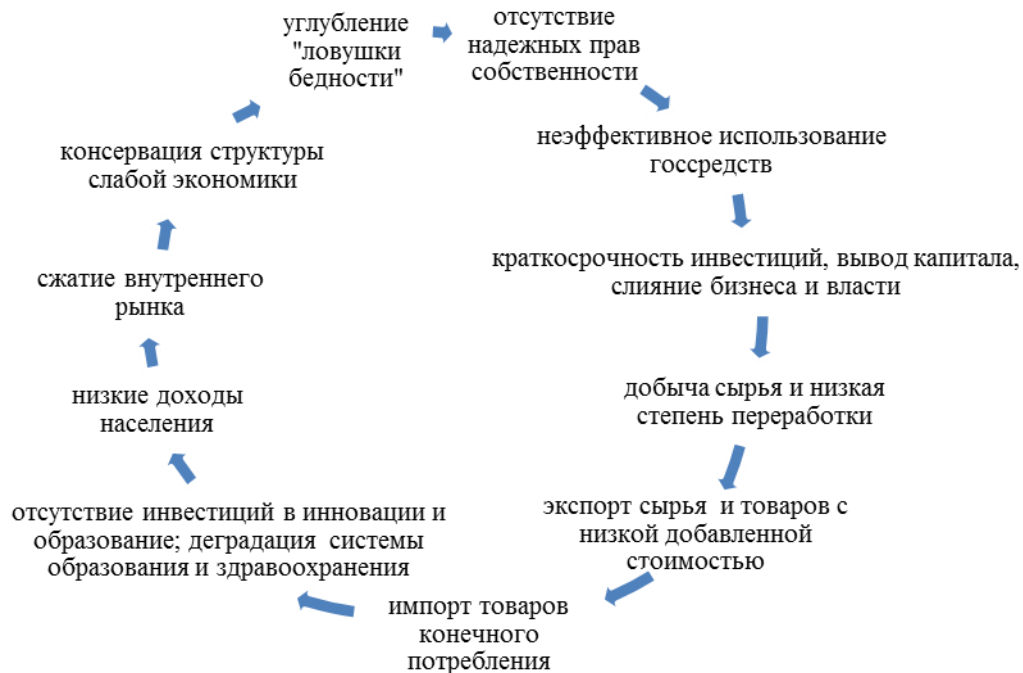 углубление
"ловушки
бедности"
отсутствие
надежных прав
собственности
неэффективное использование
госсредств
краткосрочность инвестиций, вывод капитала,
слияние бизнеса и власти
добыча сырья и низкая
степень переработки
экспорт сырья и товаров с
низкой добавленной
стоимостью
импорт товаров
конечного
потребления
отсутствие инвестиций в инновации и
образование; деградация системы
образования и здравоохранения
низкие доходы
населения
сжатие внутреннего
рынка
консервация структуры
слабой экономики